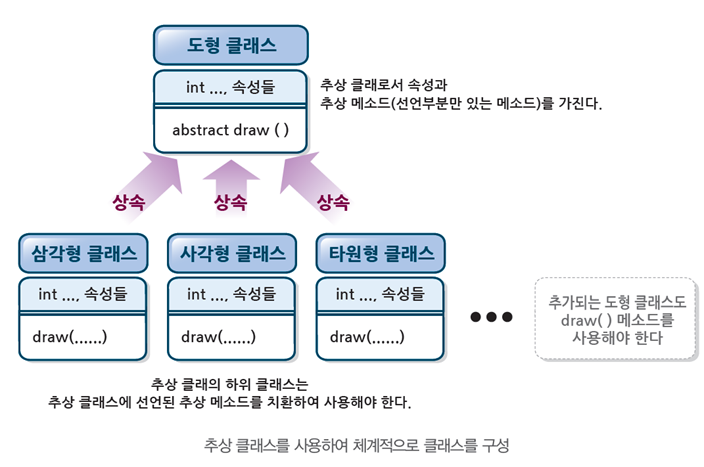 도형 클래스
int ..., 속성들
abstract draw ( )
추상 클래로서 속성과
추상 메소드(선언부분만 있는 메소드)를 가진다.
상속
상속
상속
삼각형 클래스
int ..., 속성들
draw(......)
사각형 클래스
int ..., 속성들
draw(......)
타원형 클래스
int ..., 속성들
draw(......)
추가되는 도형 클래스도
draw( ) 메소드를
사용해야 한다
추상 클래의 하위 클래스는
추상 클래스에 선언된 추상 메소드를 치환하여 사용해야 한다.
추상 클래스를 사용하여 체계적으로 클래스를 구성